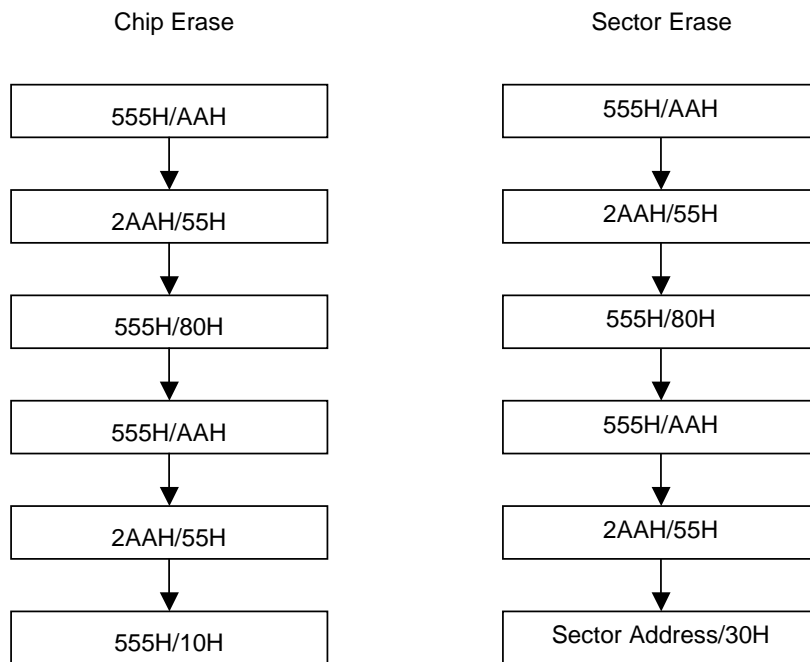 Chip Erase
555H/AAH
2AAH/55H
555H/80H
555H/AAH
2AAH/55H
555H/10H
Sector Erase
555H/AAH
2AAH/55H
555H/80H
555H/AAH
2AAH/55H
Sector Address/30H